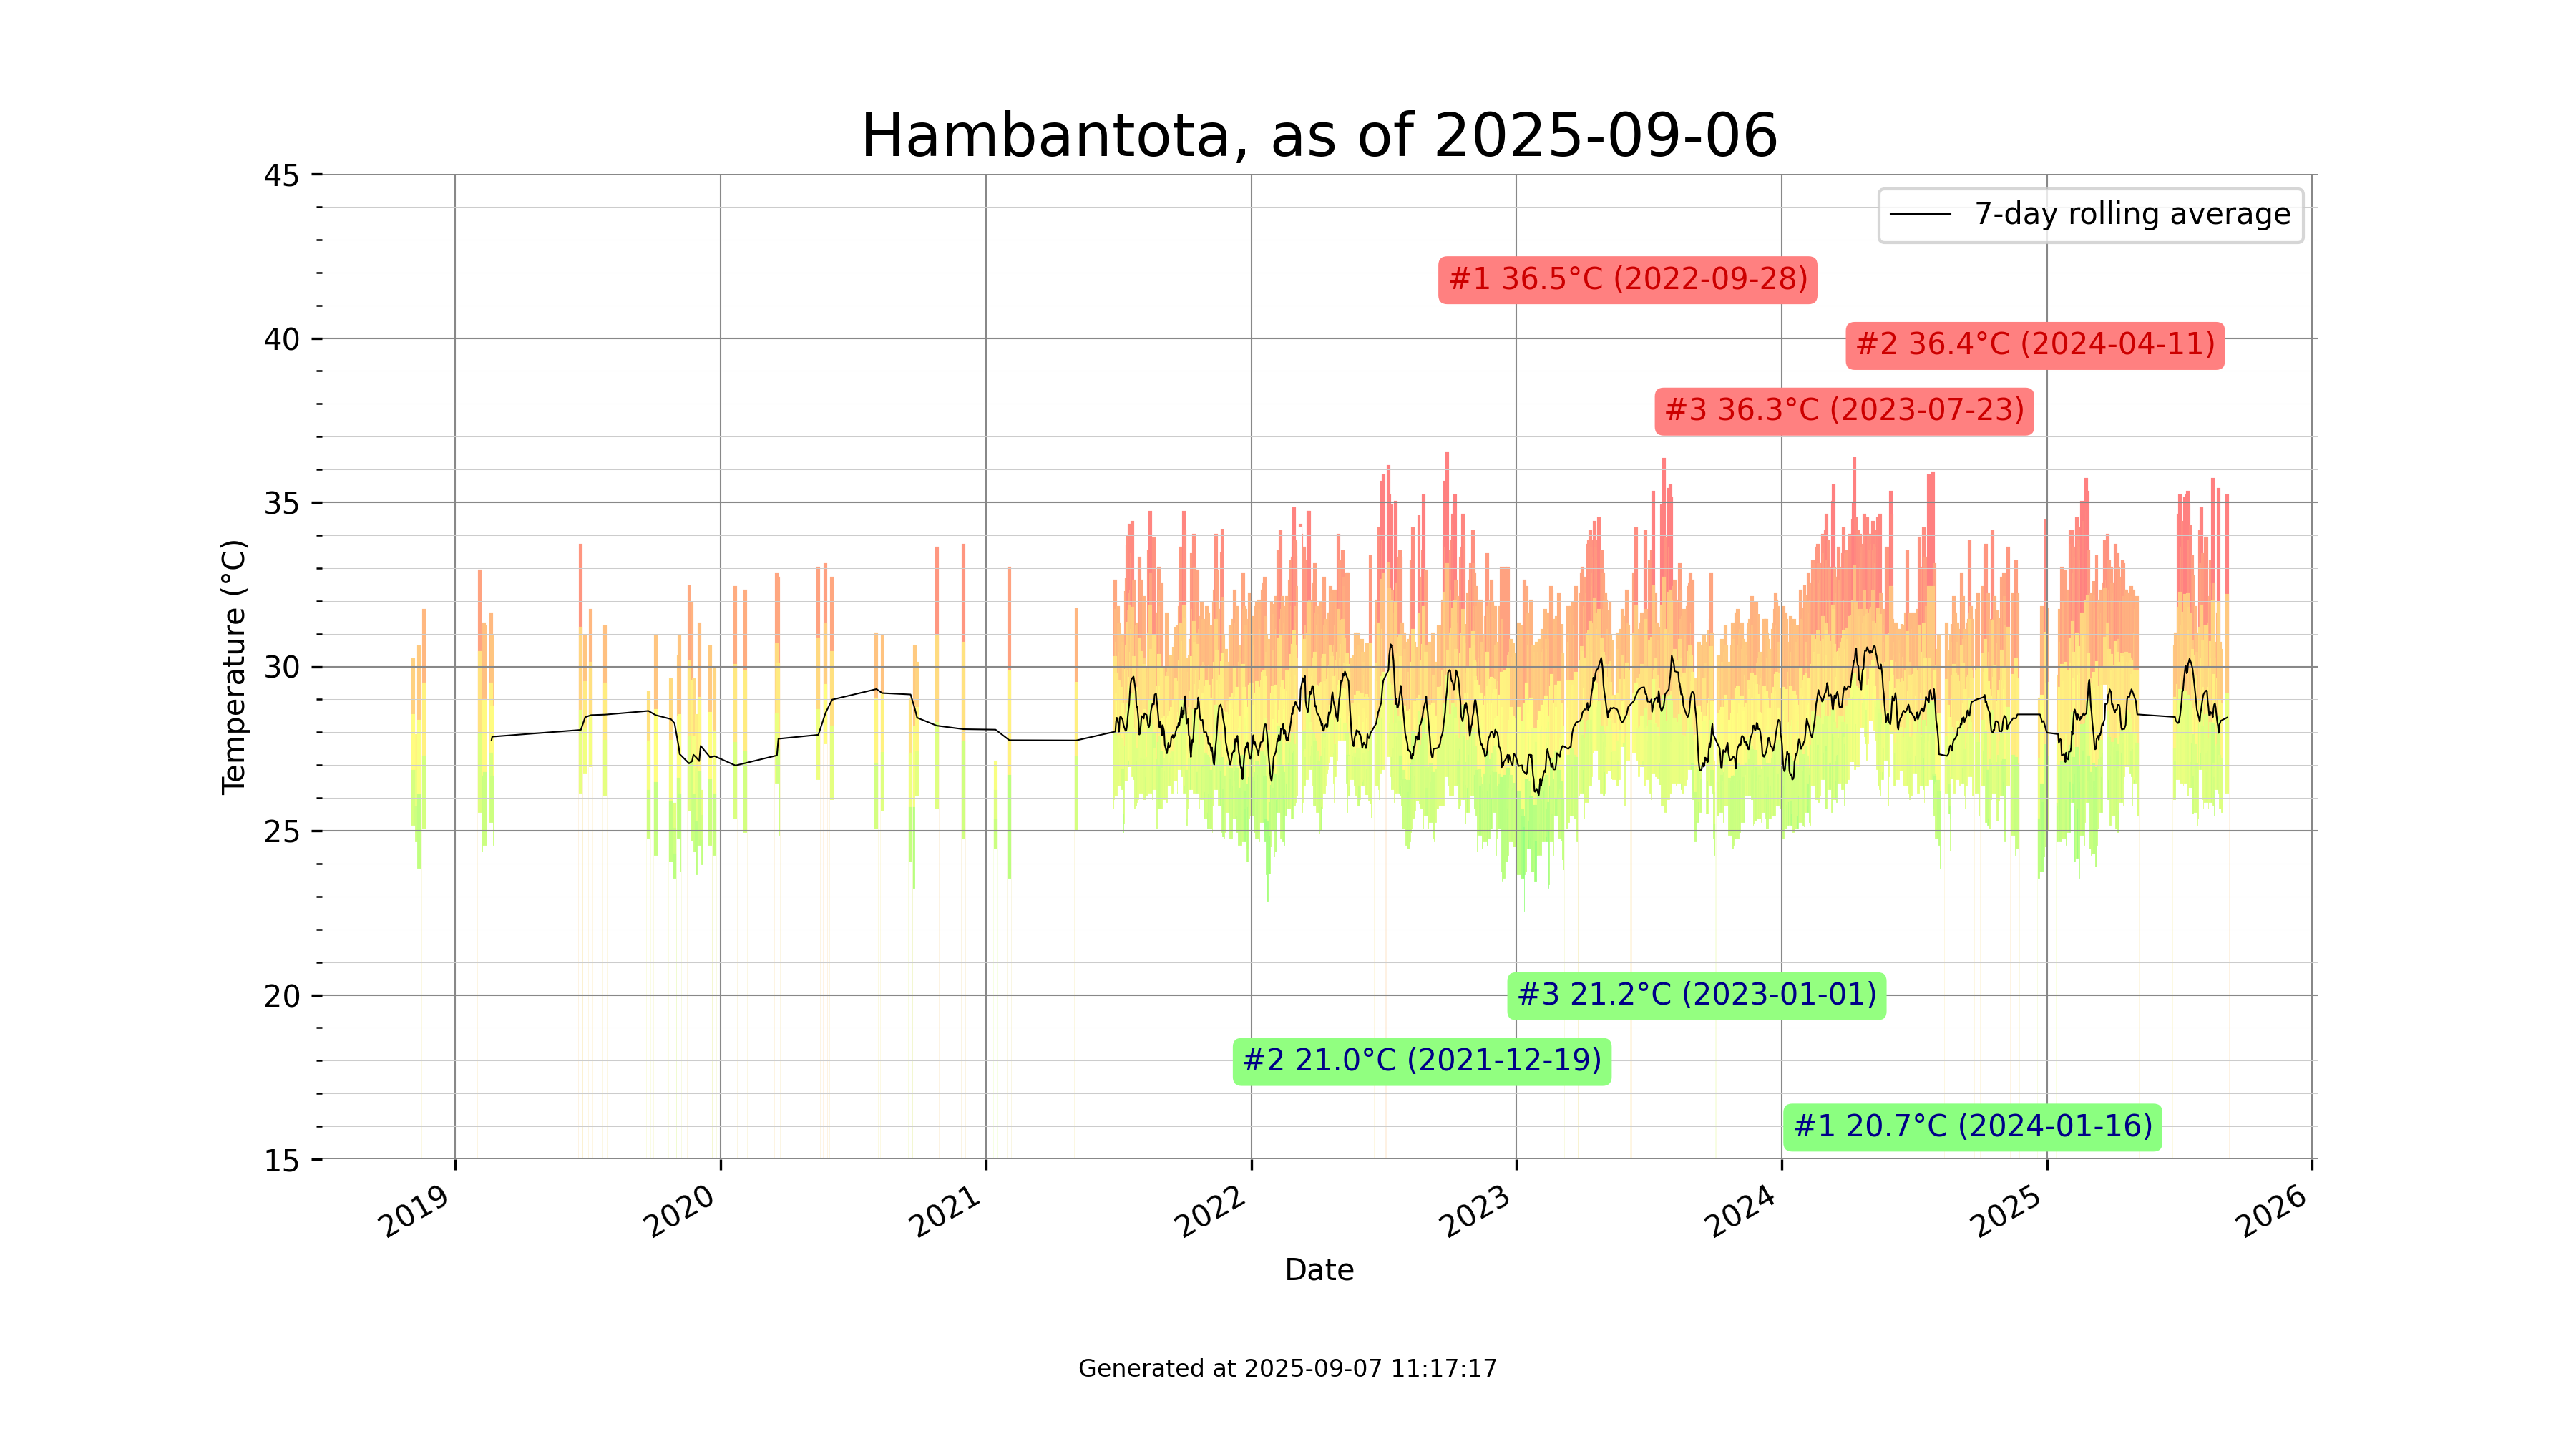 Hambantota, as of 2025-09-06
45
40
35
30
25
20
15
Temperature (°C)
7-day rolling average
#1 36.5°C (2022-09-28)
#2 36.4°C (2024-04-11)
#3 36.3°C (2023-07-23)
#3 21.2°C (2023-01-01)
#2 21.0°C (2021-12-19)
#1 20.7°C (2024-01-16)
2019
2020
2021
2022
2023
2024
2025
2026
Date
Generated at 2025-09-07 11:17:17